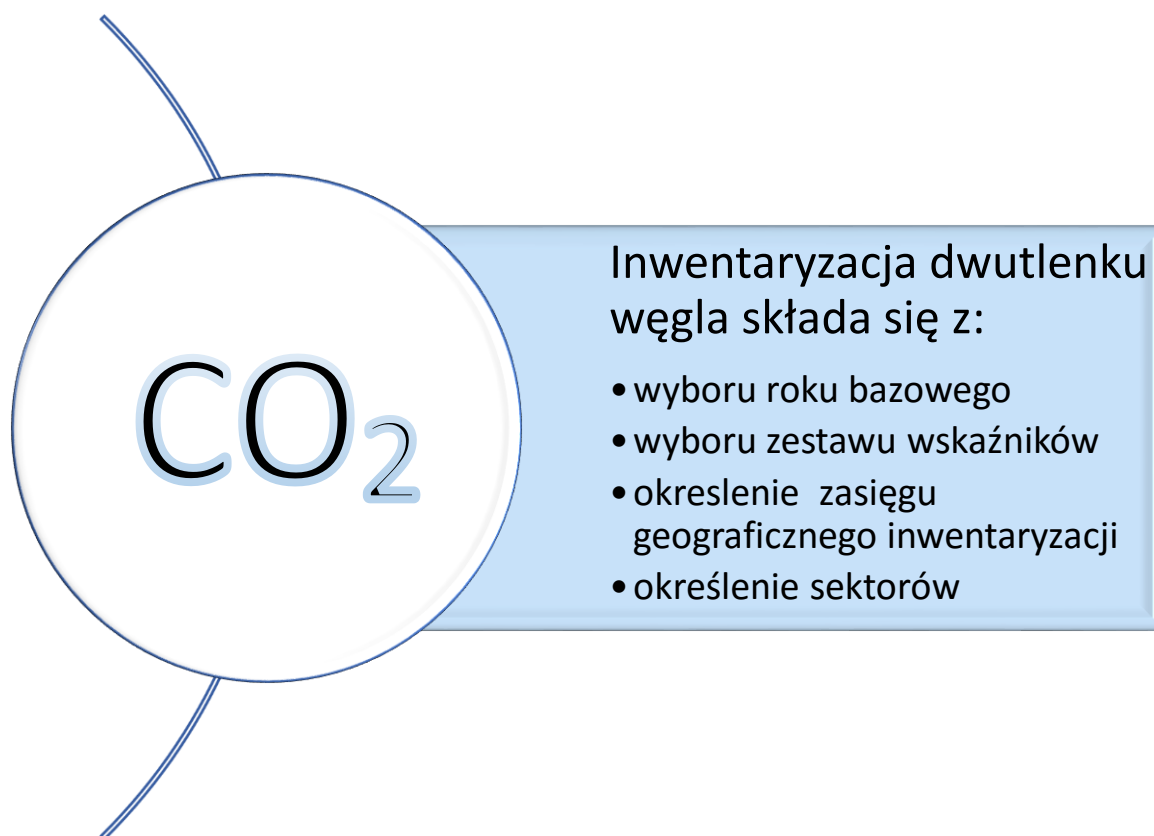 CO₂
Inwentaryzacja dwutlenku
węgla składa się z:
• wyboru roku bazowego
• wyboru zestawu wskaźników
• okreslenie  zasięgu
geograficznego inwentaryzacji
• określenie sektorów